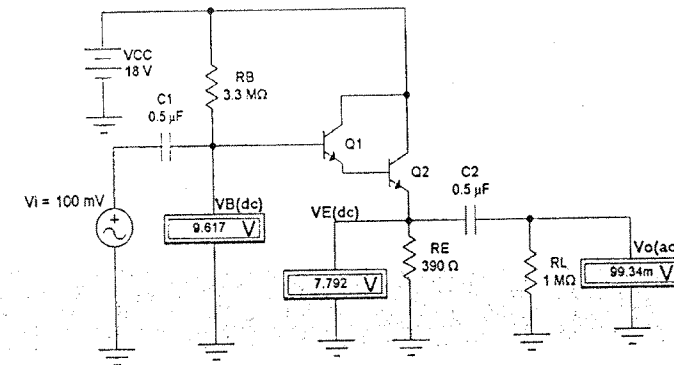 VCC
18 V
RB
3.3 MΩ
C1
0.5 µF
Q1
Q2
C2
0.5 µF
Vi = 100 mV
VB(dc)
9.617 V
VE(dc)
7.792 V
RE
390 Ω
RL
1 MΩ
Vo(ac
99.34m V